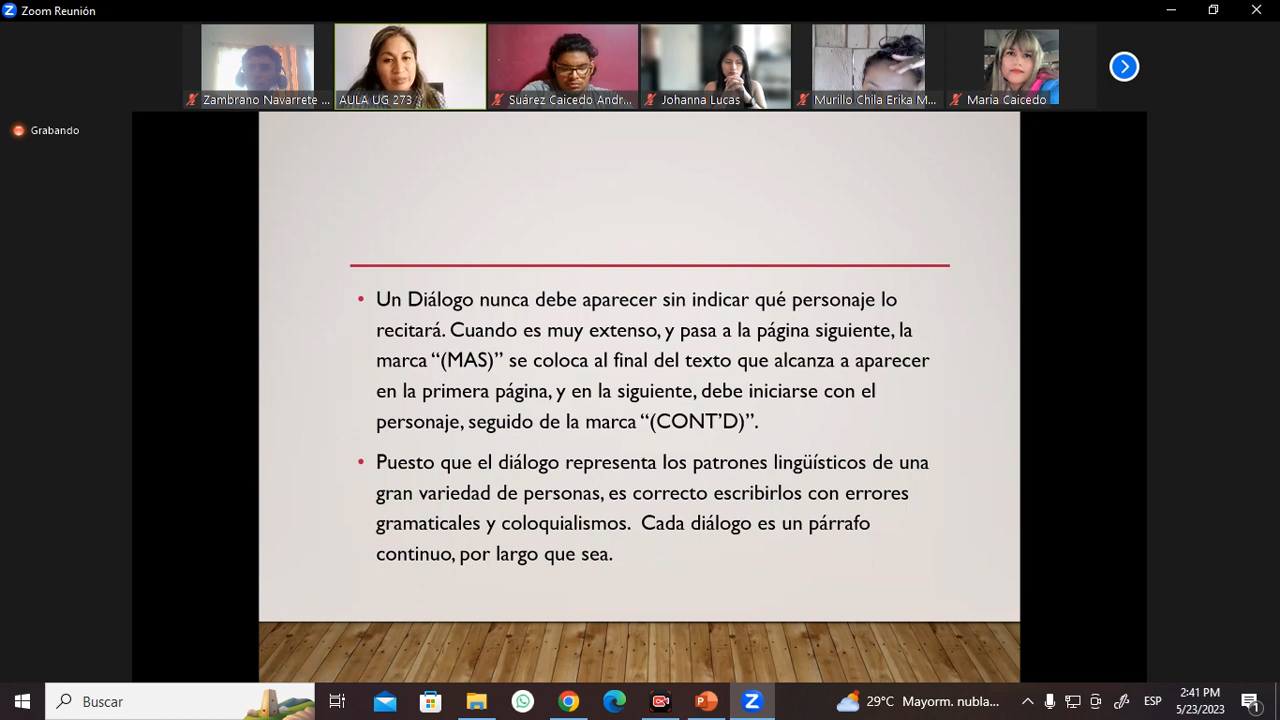 Zoom Reunión
Zambrano Navarrete ...
AULA UG 273
Suárez Caicedo Andr...
Johanna Lucas
Murillo Chila Erika M...
Maria Caicedo
Grabando
• Un Diálogo nunca debe aparecer sin indicar qué personaje lo
recitará. Cuando es muy extenso, y pasa a la página siguiente, la
marca “(MAS)” se coloca al final del texto que alcanza a aparecer
en la primera página, y en la siguiente, debe iniciarse con el
personaje, seguido de la marca “(CONT’D)”.
• Puesto que el diálogo representa los patrones lingüísticos de una
gran variedad de personas, es correcto escribirlos con errores
gramaticales y coloquialismos. Cada diálogo es un párrafo
continuo, por largo que sea.
Buscar
29°C Mayorm. nubla...
ESP
2:41 PM
5/23/2023
1